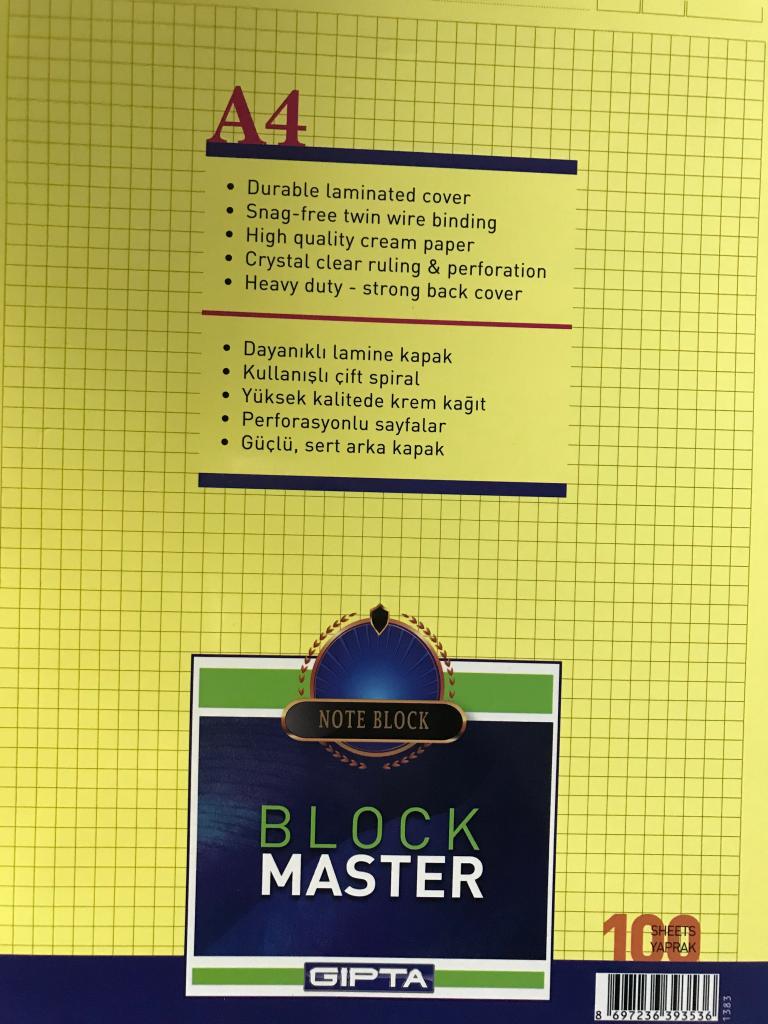 A4
• Durable laminated cover
• Snag-free twin wire binding
• High quality cream paper
• Crystal clear ruling & perforation
• Heavy duty - strong back cover
• Dayanıklı lamine kapak
• Kullanışlı çift spiral
• Yüksek kalitede krem kağıt
• Perforasyonlu sayfalar
• Güçlü, sert arka kapak
NOTE BLOCK
BLOCK
MASTER
GIPTA
100
SHEETS
YAPRAK
8 697236 393536
1383